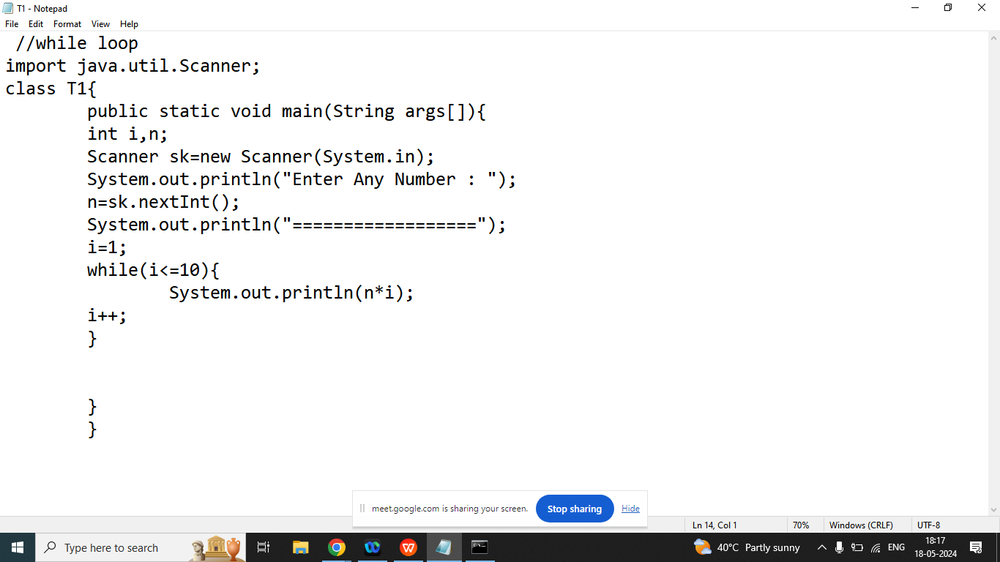 T1 - Notepad
File Edit Format View Help
//while loop
import java.util.Scanner;
class T1{
public static void main(String args[]){
int i,n;
Scanner sk=new Scanner(System.in);
System.out.println("Enter Any Number : ");
n=sk.nextInt();
System.out.println("==================");
i=1;
while(i<=10){
System.out.println(n*i);
i++;
}
}
}
meet.google.com is sharing your screen. Stop sharing Hide
Ln 14, Col 1 70% Windows (CRLF) UTF-8
Type here to search 40°C Partly sunny ENG 18:17
18-05-2024